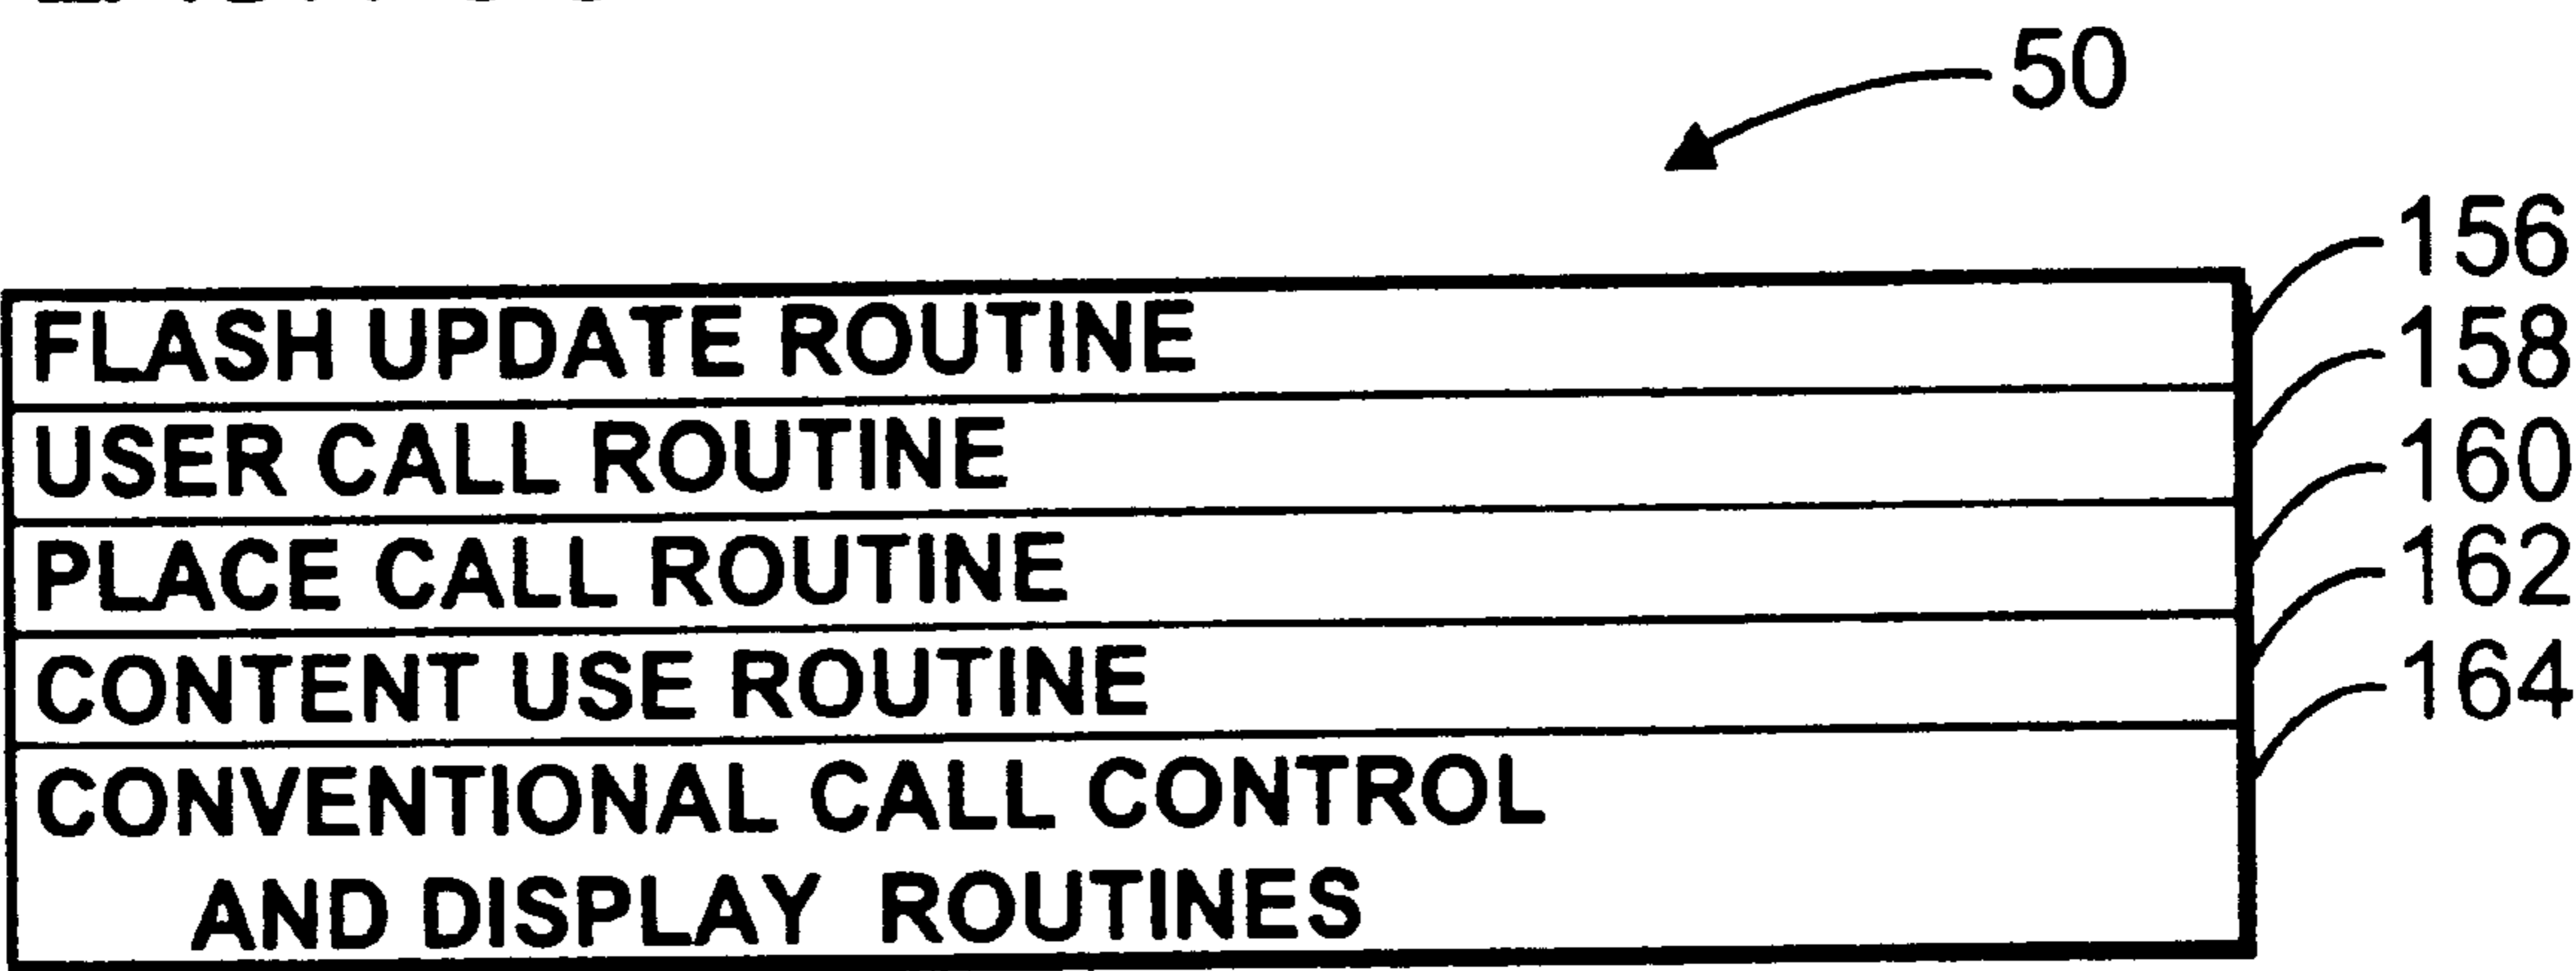 50
FLASH UPDATE ROUTINE 156
USER CALL ROUTINE 158
PLACE CALL ROUTINE 160
CONTENT USE ROUTINE 162
CONVENTIONAL CALL CONTROL 164
AND DISPLAY ROUTINES